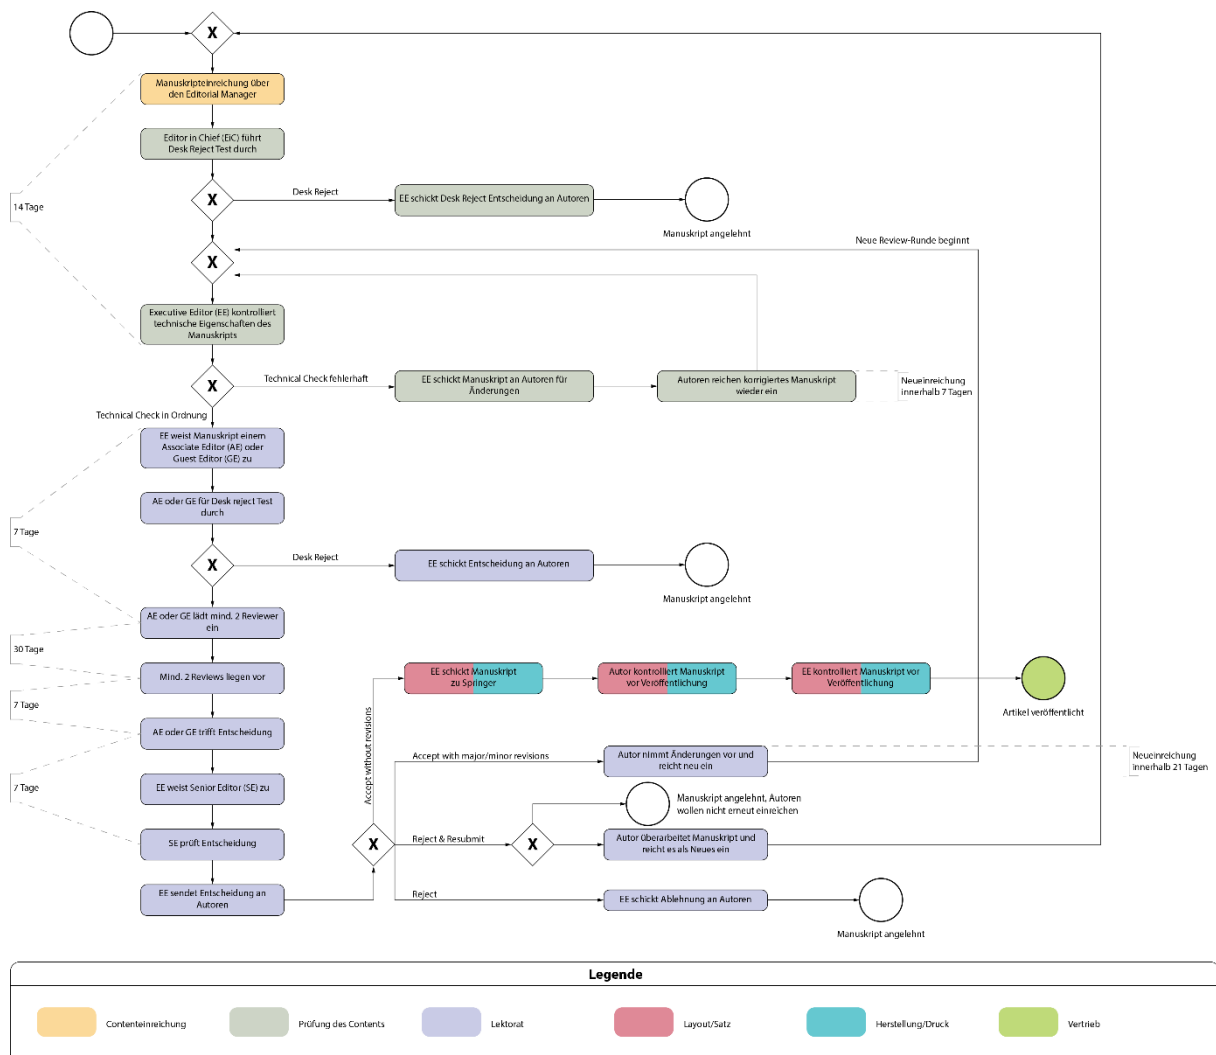 X
Manuskripteinreichung über
den Editorial Manager
Editor in Chief (EiC) führt
Desk Reject Test durch
X
Desk Reject
EE schickt Desk Reject Entscheidung an Autoren
14 Tage
Manuskript angelehnt
Neue Review-Runde beginnt
X
Executive Editor (EE) kontrolliert
technische Eigenschaften des
Manuskripts
X
Technical Check fehlerhaft
EE schickt Manuskript an Autoren für
Änderungen
Autoren reichen korrigiertes Manuskript
wieder ein
Neueinreichung
innerhalb 7 Tagen
Technical Check in Ordnung
EE weist Manuskript einem
Associate Editor (AE) oder
Guest Editor (GE) zu
AE oder GE für Desk reject Test
durch
7 Tage
X
Desk Reject
EE schickt Entscheidung an Autoren
Manuskript angelehnt
AE oder GE lädt mind. 2 Reviewer
ein
30 Tage
Mind. 2 Reviews liegen vor
EE schickt Manuskript
zu Springer
Autor kontrolliert Manuskript
vor Veröffentlichung
EE kontrolliert Manuskript vor
Veröffentlichung
Artikel veröffentlicht
7 Tage
AE oder GE trifft Entscheidung
Accept without revisions
Accept with major/minor revisions
Autor nimmt Änderungen vor und
reicht neu ein
Neueinreichung
innerhalb 21 Tagen
7 Tage
EE weist Senior Editor (SE) zu
Manuskript angelehnt, Autoren
wollen nicht erneut einreichen
SE prüft Entscheidung
X
Reject & Resubmit
X
Autor überarbeitet Manuskript und
reicht es als Neues ein
EE sendet Entscheidung an
Autoren
Reject
EE schickt Ablehnung an Autoren
Manuskript angelehnt
Legende
Contenteinreichung
Prüfung des Contents
Lektorat
Layout/Satz
Herstellung/Druck
Vertrieb